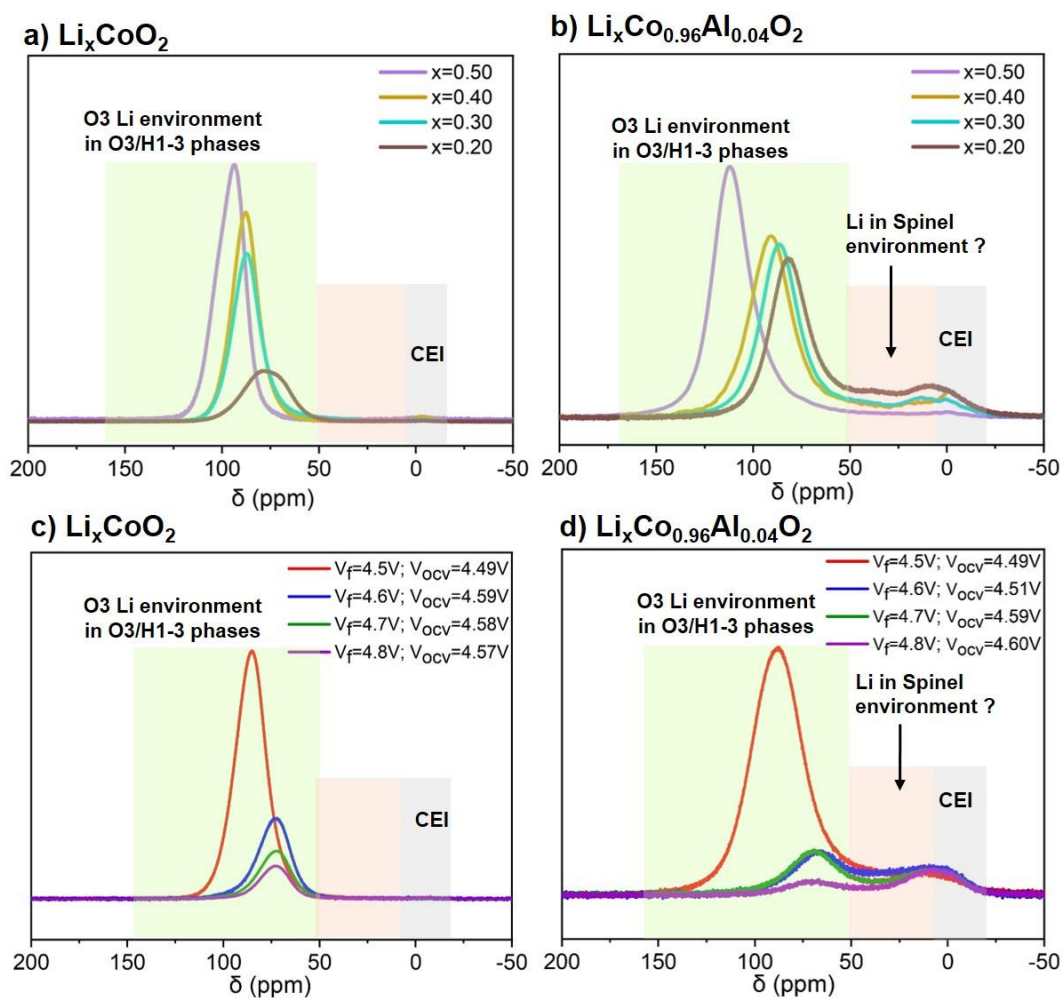 a) LixCoO2
x=0.50
x=0.40
x=0.30
x=0.20
O3 Li environment
in O3/H1-3 phases
CEI
200 150 100 50 0 -50
δ (ppm)
b) LixCo0.96Al0.04O2
x=0.50
x=0.40
x=0.30
x=0.20
O3 Li environment
in O3/H1-3 phases
Li in Spinel
environment ?
CEI
200 150 100 50 0 -50
δ (ppm)
c) LixCoO2
Vf=4.5V; Vocv=4.49V
Vf=4.6V; Vocv=4.59V
Vf=4.7V; Vocv=4.58V
Vf=4.8V; Vocv=4.57V
O3 Li environment
in O3/H1-3 phases
CEI
200 150 100 50 0 -50
δ (ppm)
d) LixCo0.96Al0.04O2
Vf=4.5V; Vocv=4.49V
Vf=4.6V; Vocv=4.51V
Vf=4.7V; Vocv=4.59V
Vf=4.8V; Vocv=4.60V
O3 Li environment
in O3/H1-3 phases
Li in Spinel
environment ?
CEI
200 150 100 50 0 -50
δ (ppm)